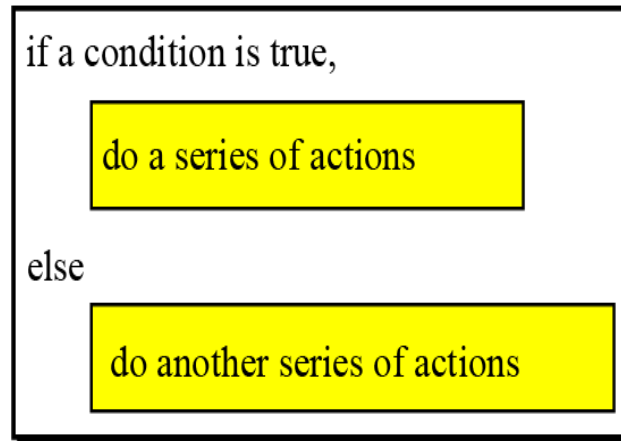 if a condition is true,
do a series of actions
else
do another series of actions